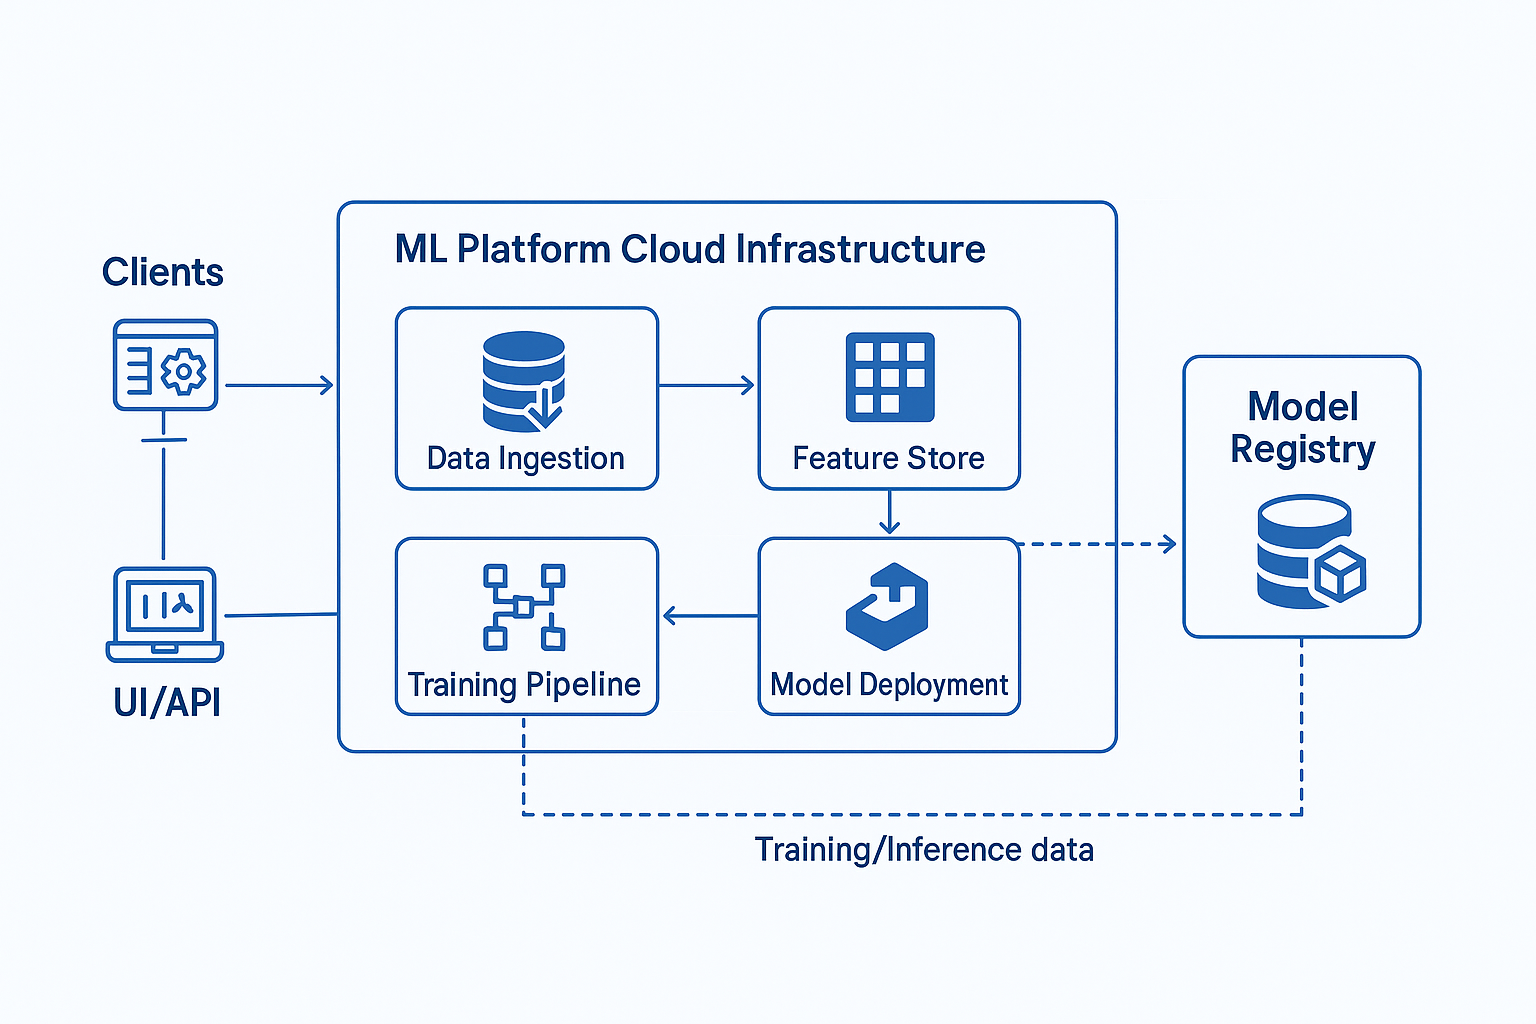 ML Platform Cloud Infrastructure
Clients
Data Ingestion
Feature Store
Model
Registry
Training Pipeline
Model Deployment
UI/API
Training/Inference data